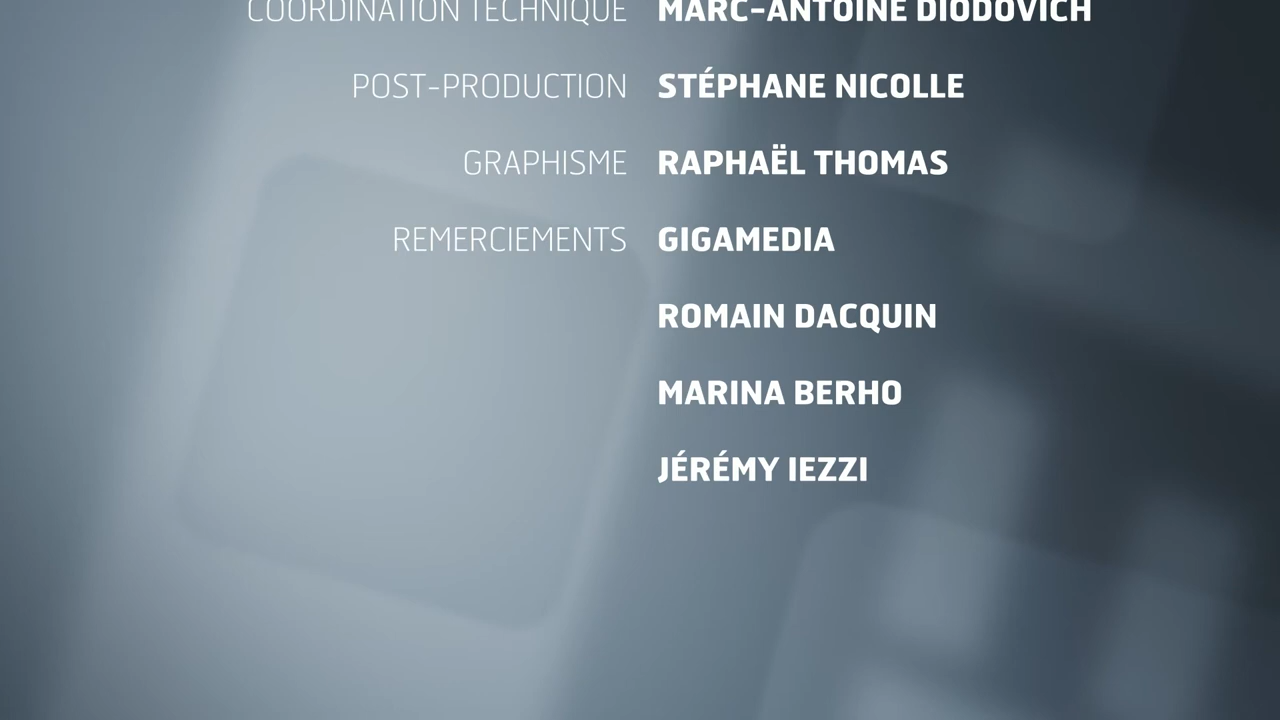 COORDINATION TECHNIQUE MARC-ANTOINE DIODOVICH
POST-PRODUCTION STÉPHANE NICOLLE
GRAPHISME RAPHAËL THOMAS
REMERCIEMENTS GIGAMEDIA
ROMAIN DACQUIN
MARINA BERHO
JÉRÉMY IEZZI